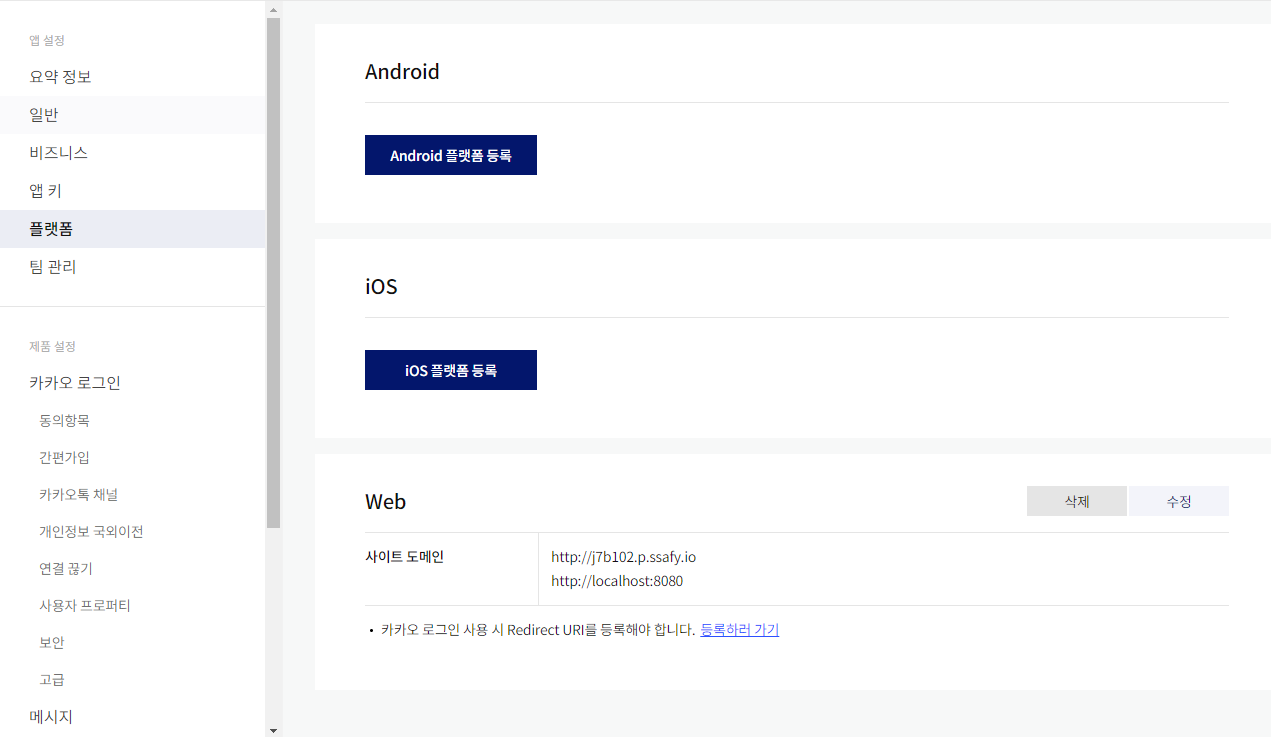 앱 설정
요약 정보
일반
비즈니스
앱 키
플랫폼
팀 관리
제품 설정
카카오 로그인
동의항목
간편가입
카카오톡 채널
개인정보 국외이전
연결 끊기
사용자 프로퍼티
보안
고급
메시지
Android
Android 플랫폼 등록
iOS
iOS 플랫폼 등록
Web
삭제
수정
사이트 도메인
http://j7b102.p.ssafy.io
http://localhost:8080
• 카카오 로그인 사용 시 Redirect URI를 등록해야 합니다. 등록하러 가기